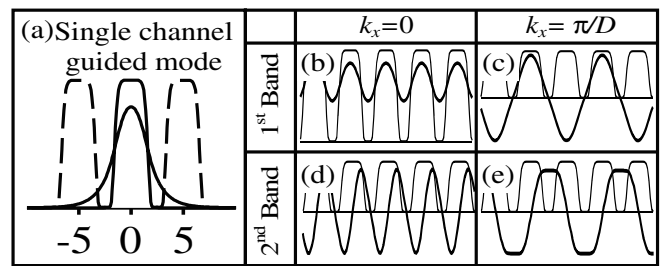 (a) Single channel guided mode
-5 0 5
k_x=0
k_x= π/D
1st Band
(b)
(c)
2nd Band
(d)
(e)